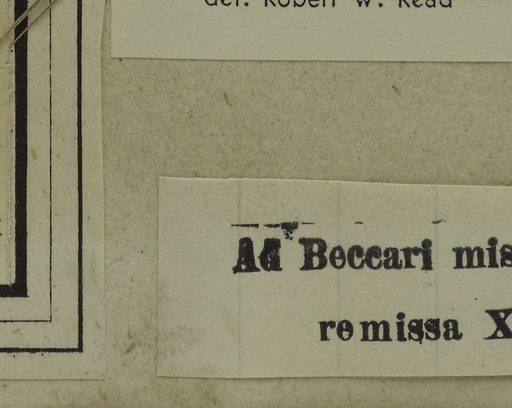 det. Robert W. Read
Ad Beccari mis
remissa X